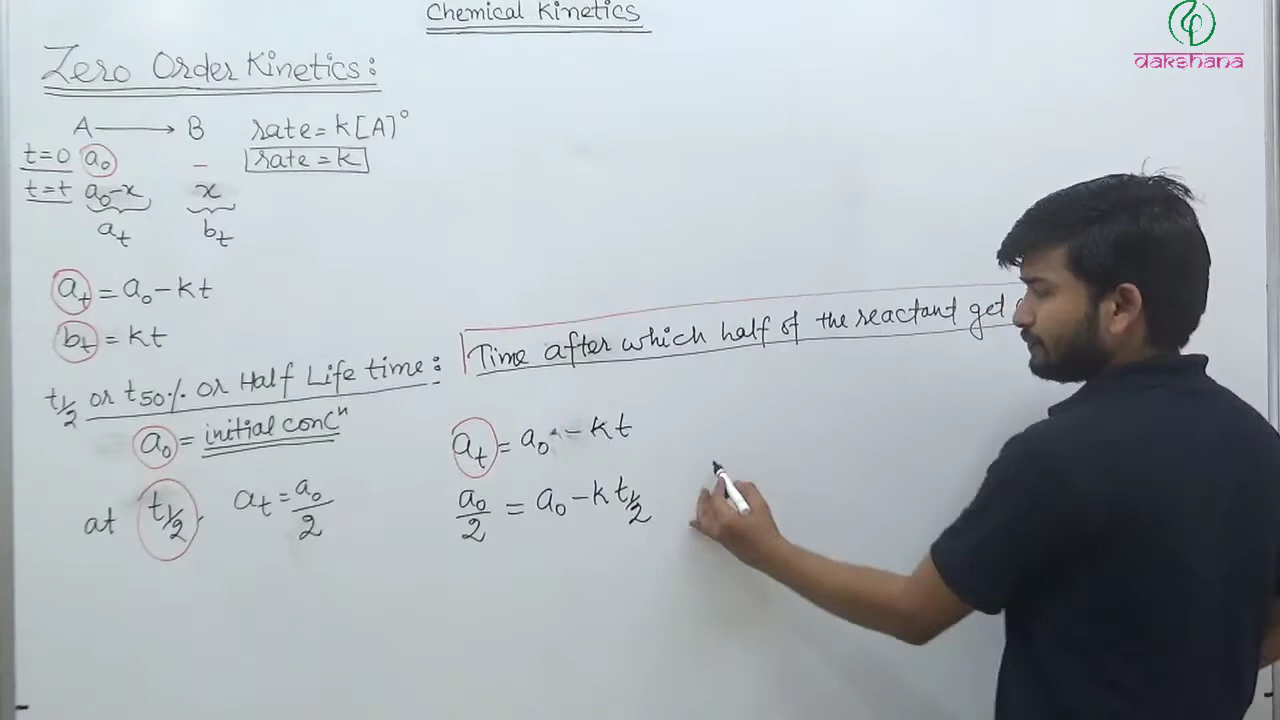 Chemical Kinetics
dakshana
Zero Order Kinetics:
A ⟶ B rate = k[A]⁰
t=0 a₀ – rate = k
t=t a₀-x x
aₜ bₜ
aₜ = a₀ - kt
bₜ = kt
t½ or t50% or Half Life time: Time after which half of the reactant get
a₀ = initial concⁿ
aₜ = a₀ - kt
at t½, aₜ = a₀/2
a₀/2 = a₀ - k t½